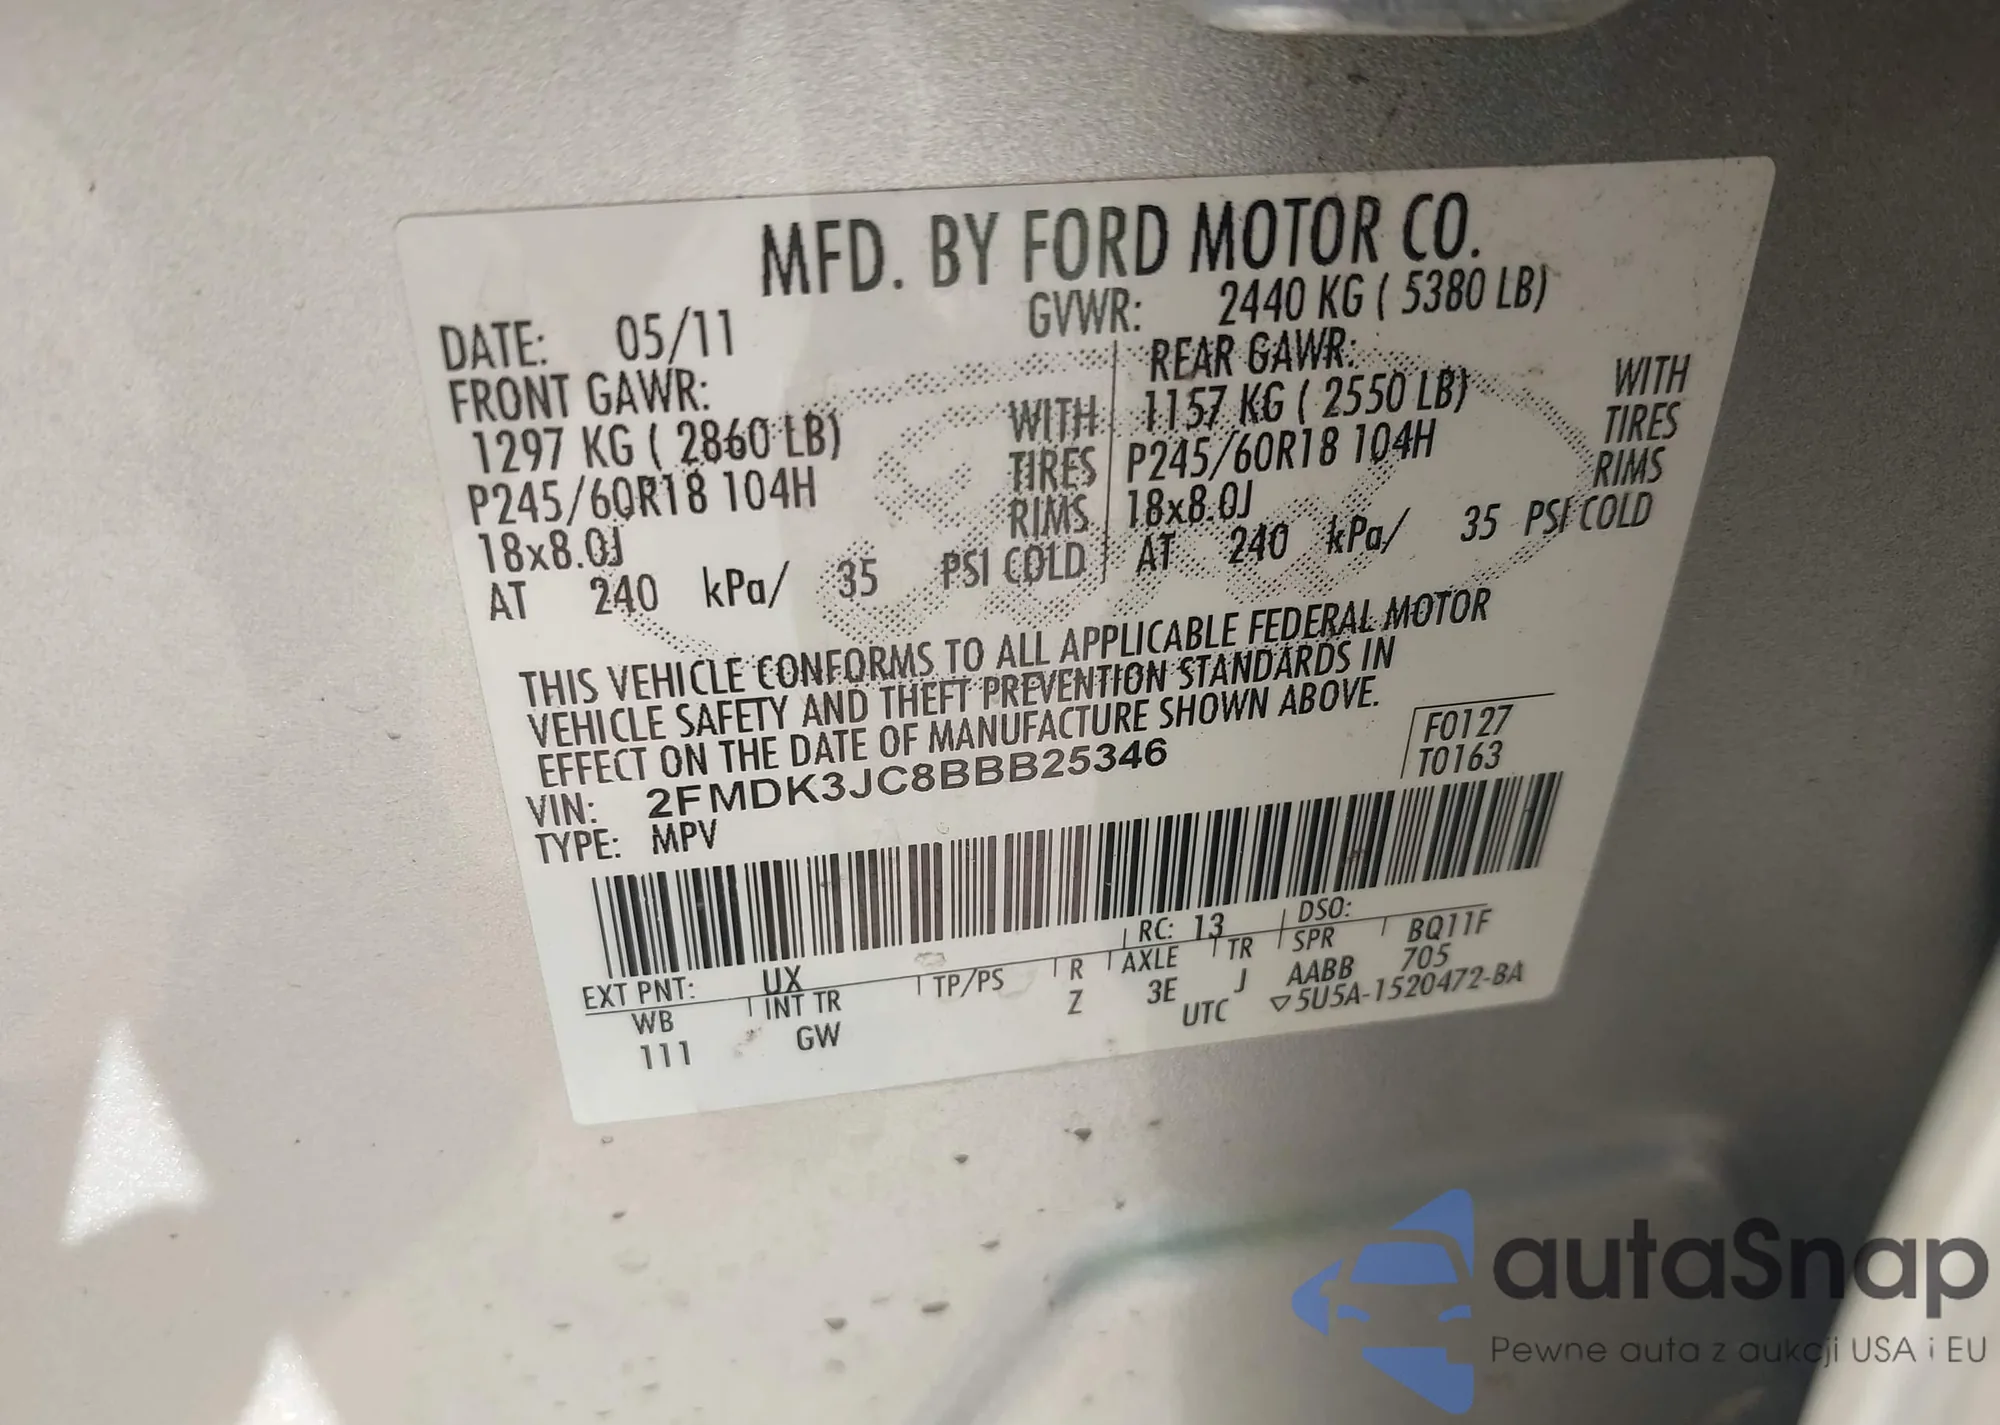 MFD. BY FORD MOTOR CO.
DATE: 05/11 GVWR: 2440 KG ( 5380 LB)
FRONT GAWR:
1297 KG ( 2860 LB) WITH
P245/60R18 104H TIRES
18x8.0J RIMS
AT 240 kPa/ 35 PSI COLD
REAR GAWR:
1157 KG ( 2550 LB) WITH
P245/60R18 104H TIRES
18x8.0J RIMS
AT 240 kPa/ 35 PSI COLD
THIS VEHICLE CONFORMS TO ALL APPLICABLE FEDERAL MOTOR
VEHICLE SAFETY AND THEFT PREVENTION STANDARDS IN
EFFECT ON THE DATE OF MANUFACTURE SHOWN ABOVE.
VIN: 2FMDK3JC8BBB25346
TYPE: MPV
F0127
T0163
EXT PNT: UX RC: 13 DSO:
WB INT TR TP/PS R AXLE TR SPR BQ11F
111 GW Z 3E J AABB 705
UTC ▽5U5A-1520472-BA
autaSnap
Pewne auta z aukcji USA i EU